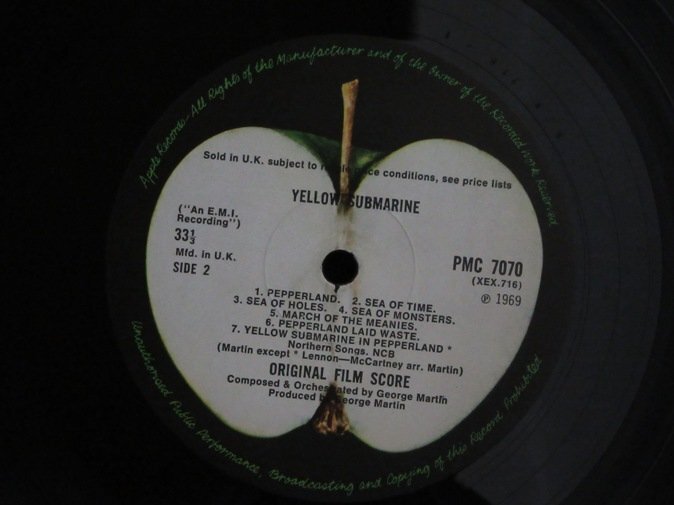 Apple Records - All Rights of the Manufacturer and of the Owner of the Recorded Work Reserved
Sold in U.K. subject to price conditions, see price lists
YELLOW SUBMARINE
("An E.M.I.
Recording")
33⅓
Mfd. in U.K.
SIDE 2
PMC 7070
(XEX.716)
℗ 1969
1. PEPPERLAND. 2. SEA OF TIME.
3. SEA OF HOLES. 4. SEA OF MONSTERS.
5. MARCH OF THE MEANIES.
6. PEPPERLAND LAID WASTE.
7. YELLOW SUBMARINE IN PEPPERLAND *
Northern Songs. NCB
(Martin except * Lennon—McCartney arr. Martin)
ORIGINAL FILM SCORE
Composed & Orchestrated by George Martin
Produced by George Martin
Unauthorised Public Performance, Broadcasting and Copying of this Record Prohibited